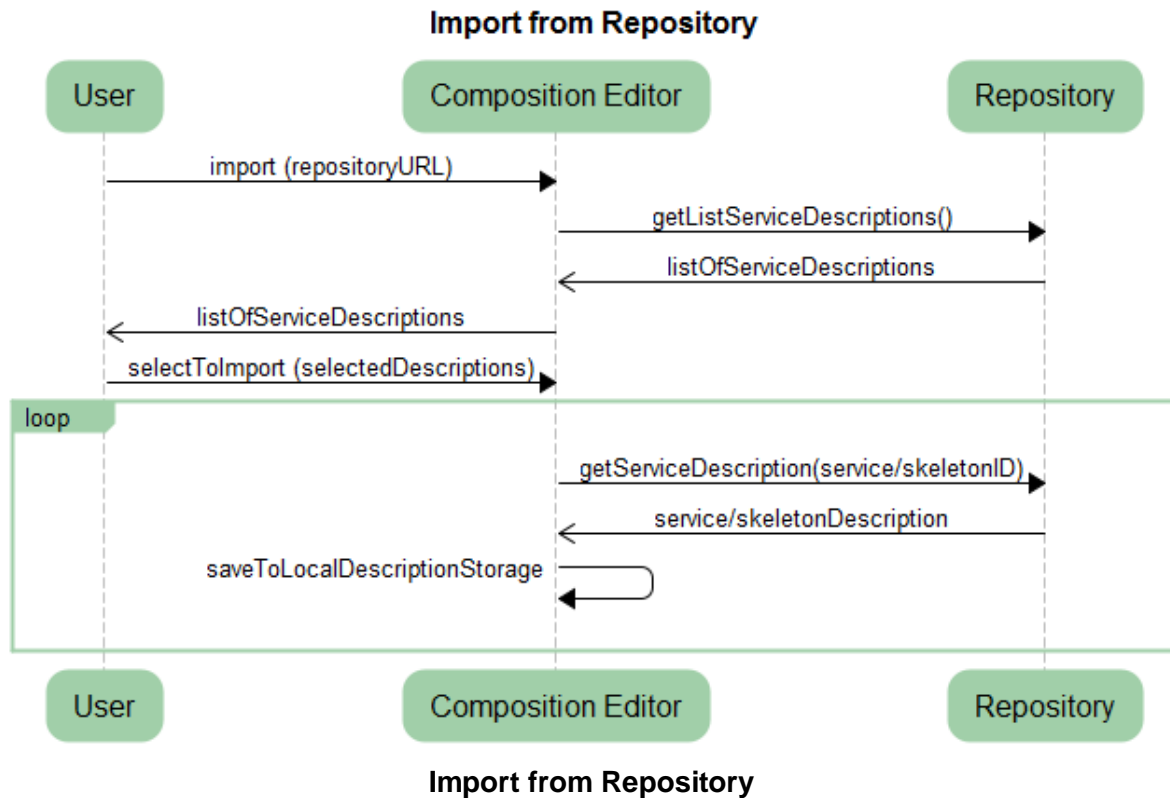 Import from Repository
User
Composition Editor
Repository
import (repositoryURL)
getListServiceDescriptions()
listOfServiceDescriptions
listOfServiceDescriptions
selectToImport (selectedDescriptions)
loop
getServiceDescription(service/skeletonID)
service/skeletonDescription
saveToLocalDescriptionStorage
User
Composition Editor
Repository
Import from Repository